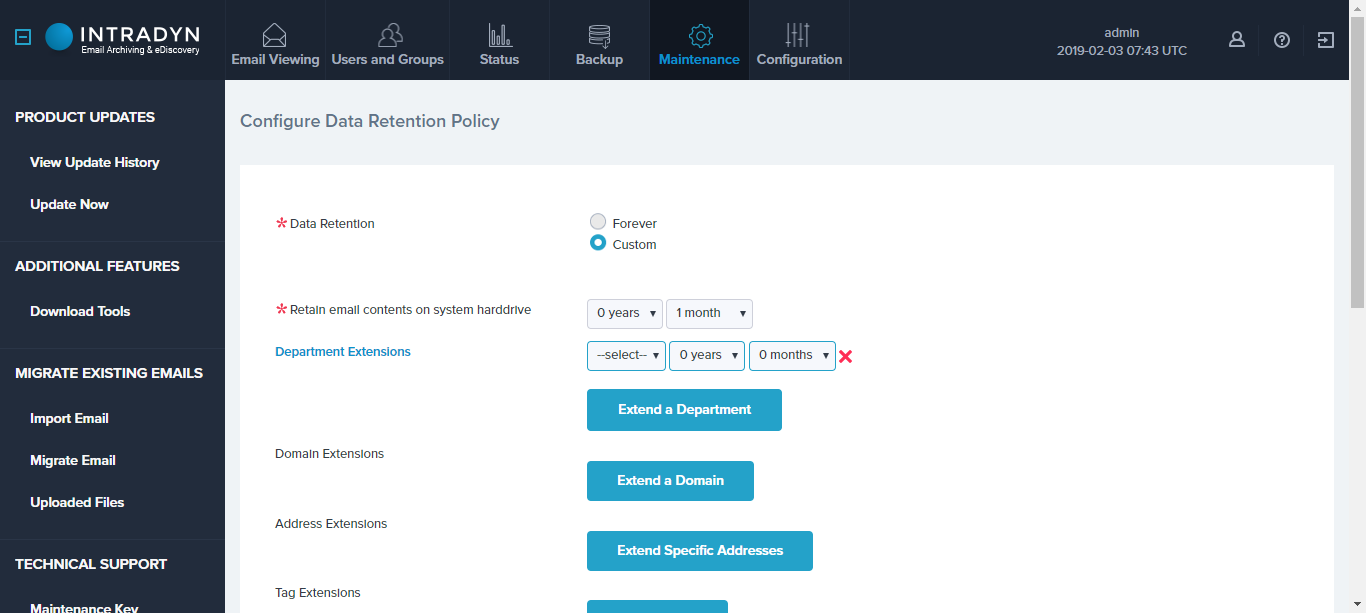 INTRADYN
Email Archiving & eDiscovery
Email Viewing
Users and Groups
Status
Backup
Maintenance
Configuration
admin
2019-02-03 07:43 UTC
PRODUCT UPDATES
View Update History
Update Now
ADDITIONAL FEATURES
Download Tools
MIGRATE EXISTING EMAILS
Import Email
Migrate Email
Uploaded Files
TECHNICAL SUPPORT
Maintenance Key
Configure Data Retention Policy
*Data Retention
Forever
Custom
*Retain email contents on system harddrive
0 years 1 month
Department Extensions
--select-- 0 years 0 months
Extend a Department
Domain Extensions
Extend a Domain
Address Extensions
Extend Specific Addresses
Tag Extensions